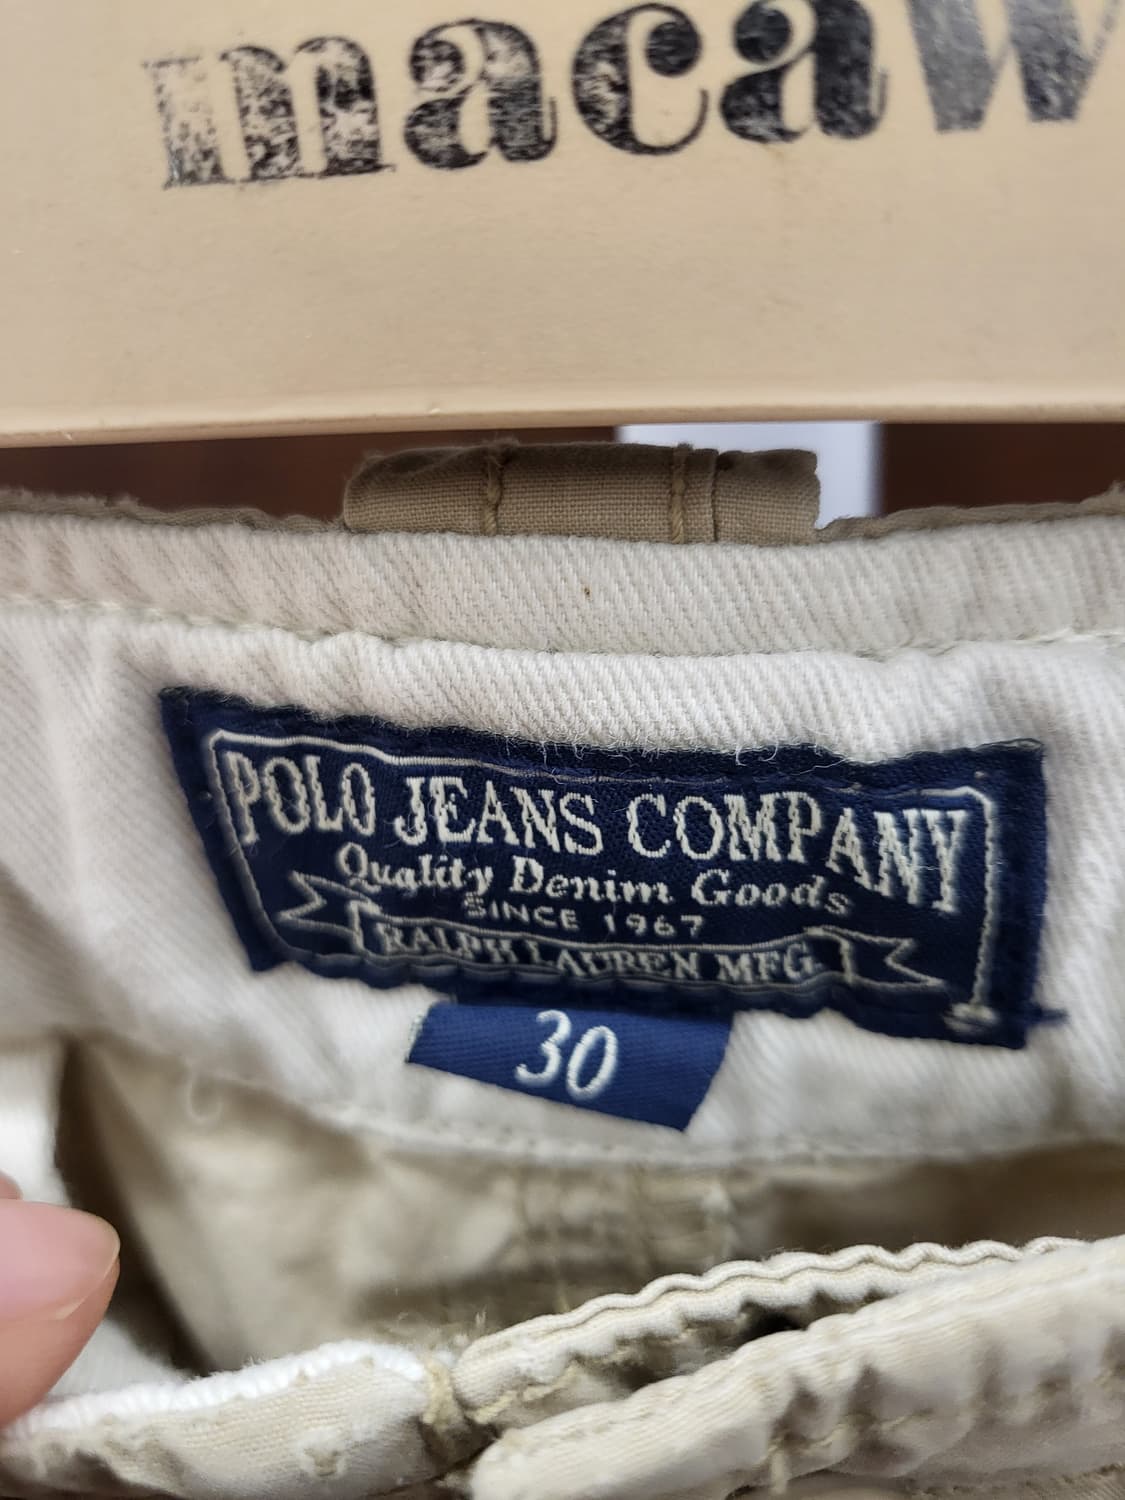 macaw
POLO JEANS COMPANY
Quality Denim Goods
SINCE 1967
RALPH LAUREN MFG
30